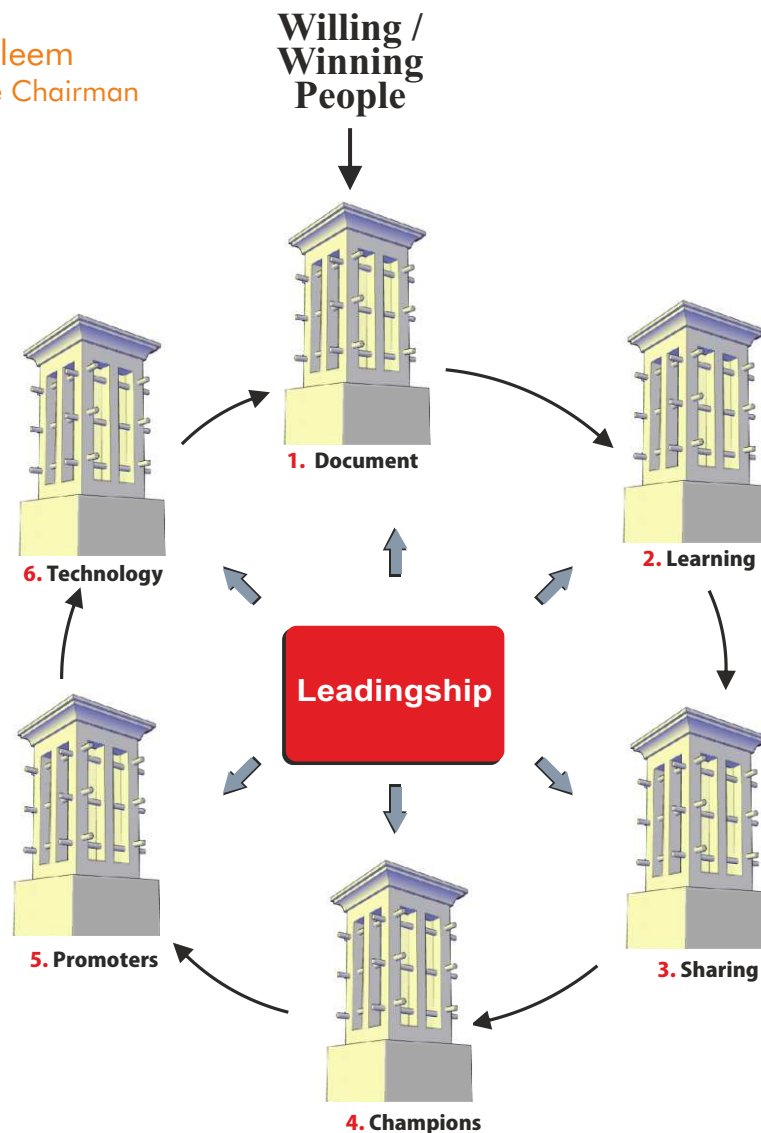 leem
e Chairman
Willing /
Winning
People
1. Document
2. Learning
6. Technology
Leadingship
5. Promoters
3. Sharing
4. Champions